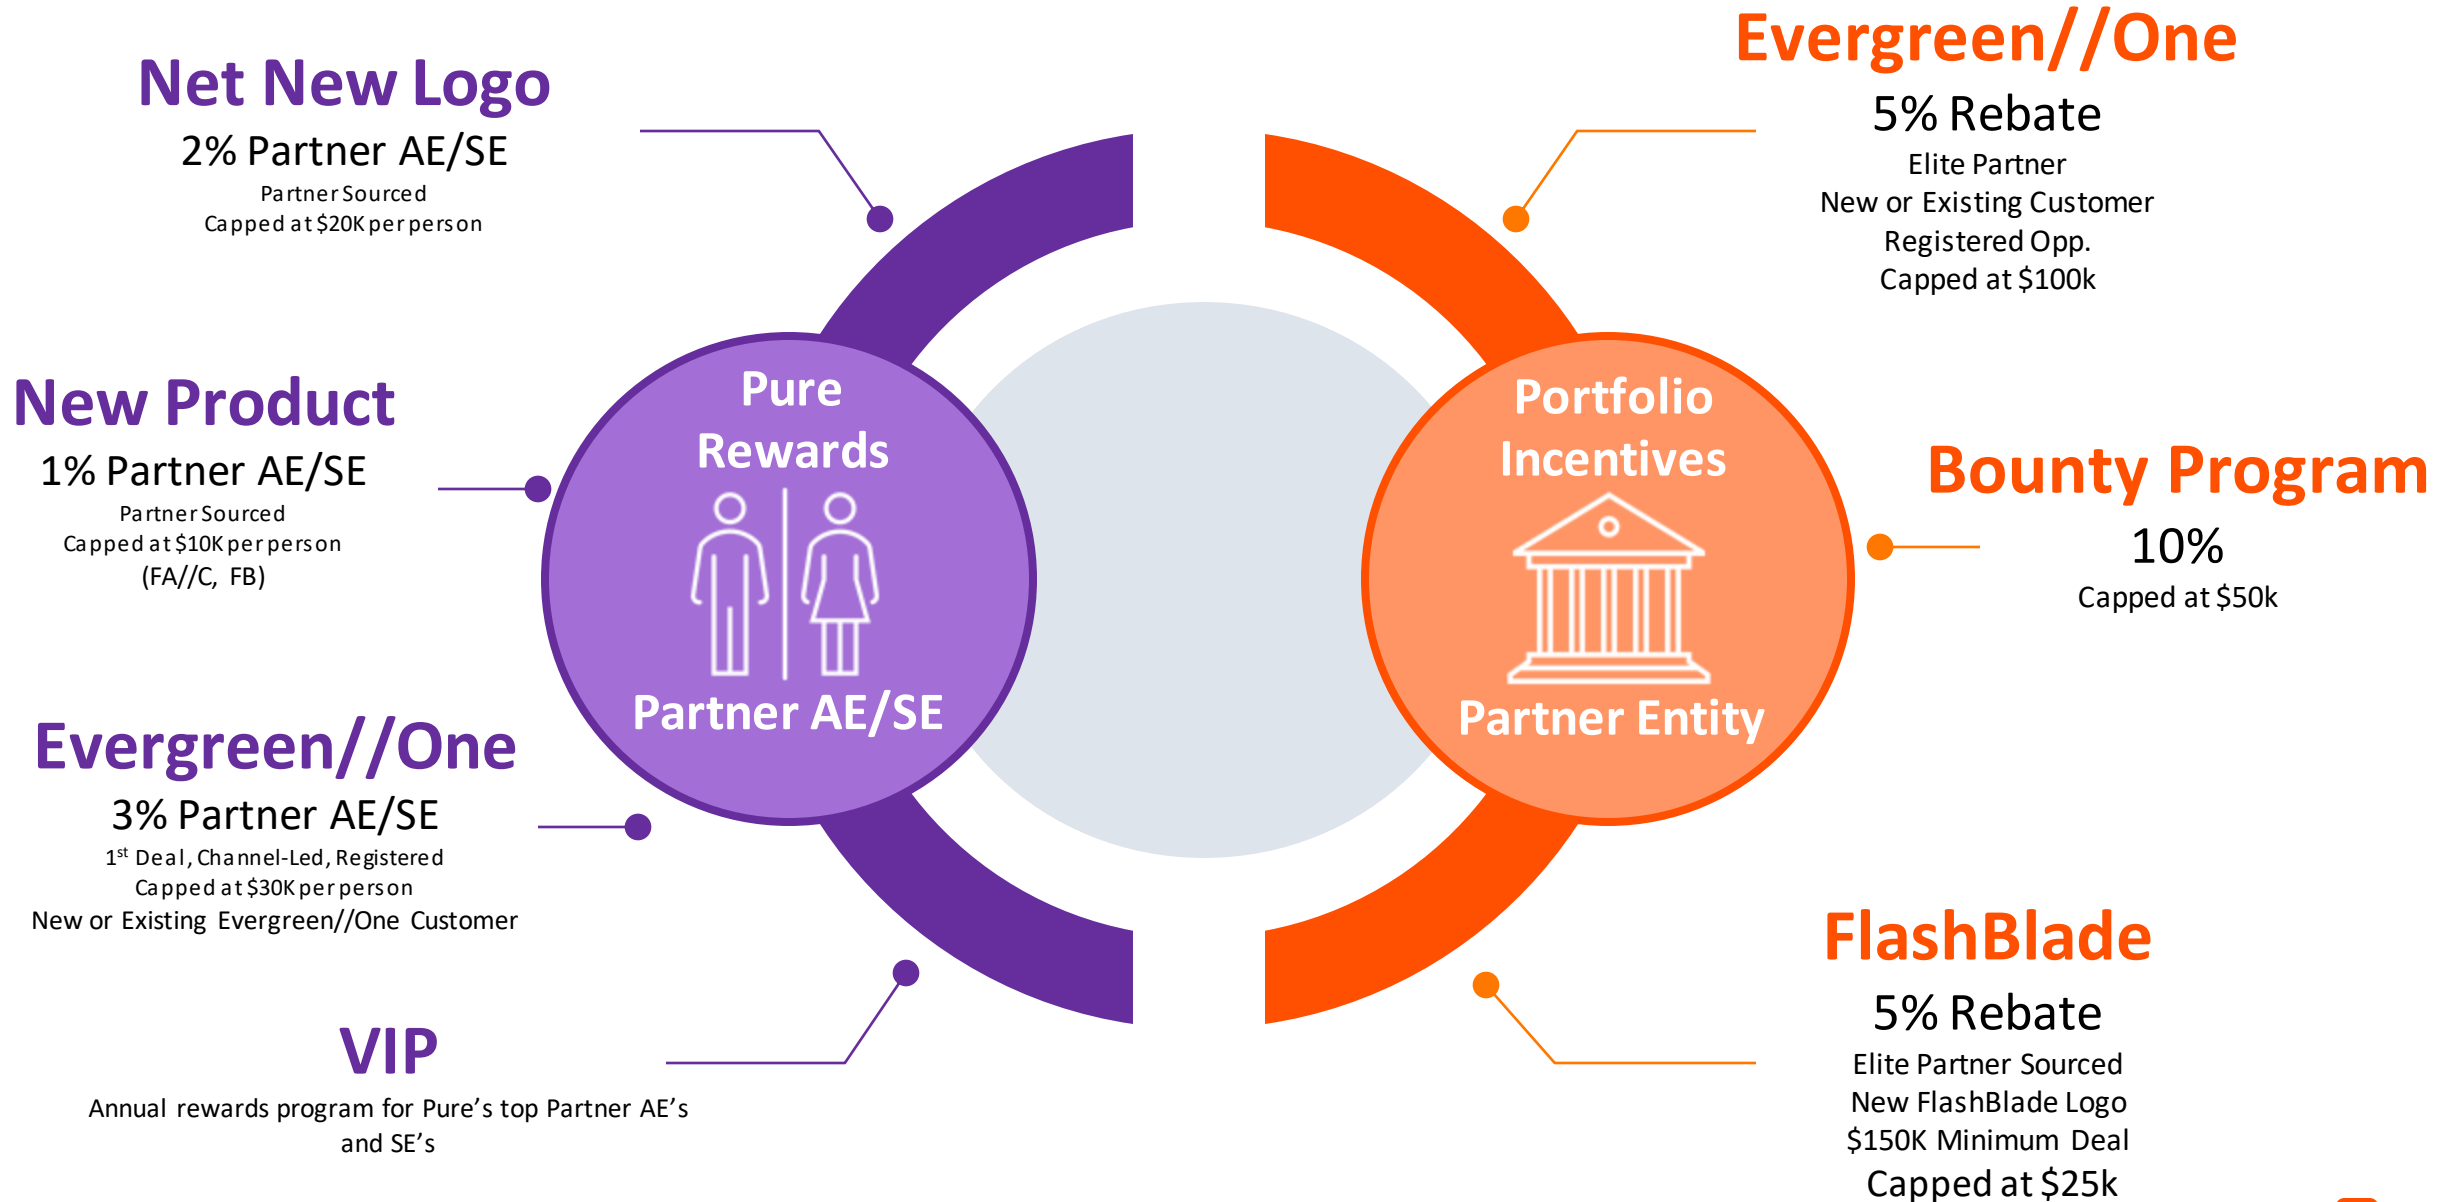 Net New Logo
2% Partner AE/SE
Partner Sourced
Capped at $20K per person
New Product
1% Partner AE/SE
Partner Sourced
Capped at $10K per person
(FA//C, FB)
Evergreen//One
3% Partner AE/SE
1st Deal, Channel-Led, Registered
Capped at $30K per person
New or Existing Evergreen//One Customer
VIP
Annual rewards program for Pure’s top Partner AE’s
and SE’s
Pure
Rewards
Partner AE/SE
Portfolio
Incentives
Partner Entity
Evergreen//One
5% Rebate
Elite Partner
New or Existing Customer
Registered Opp.
Capped at $100k
Bounty Program
10%
Capped at $50k
FlashBlade
5% Rebate
Elite Partner Sourced
New FlashBlade Logo
$150K Minimum Deal
Capped at $25k